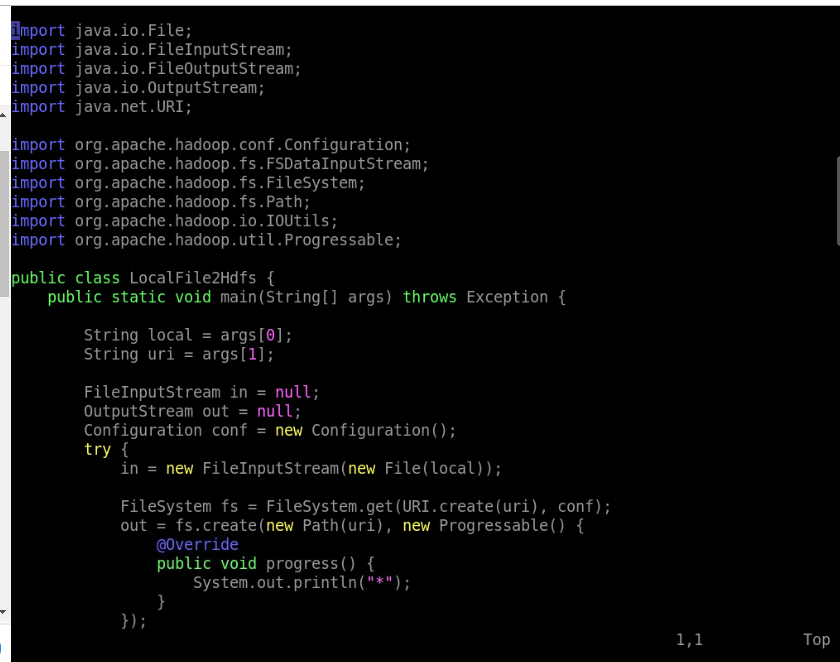 import java.io.File;
import java.io.FileInputStream;
import java.io.FileOutputStream;
import java.io.OutputStream;
import java.net.URI;
import org.apache.hadoop.conf.Configuration;
import org.apache.hadoop.fs.FSDataInputStream;
import org.apache.hadoop.fs.FileSystem;
import org.apache.hadoop.fs.Path;
import org.apache.hadoop.io.IOUtils;
import org.apache.hadoop.util.Progressable;
public class LocalFile2Hdfs {
    public static void main(String[] args) throws Exception {
        String local = args[0];
        String uri = args[1];
        FileInputStream in = null;
        OutputStream out = null;
        Configuration conf = new Configuration();
        try {
            in = new FileInputStream(new File(local));
            FileSystem fs = FileSystem.get(URI.create(uri), conf);
            out = fs.create(new Path(uri), new Progressable() {
                @Override
                public void progress() {
                    System.out.println("*");
                }
            });
1,1 Top